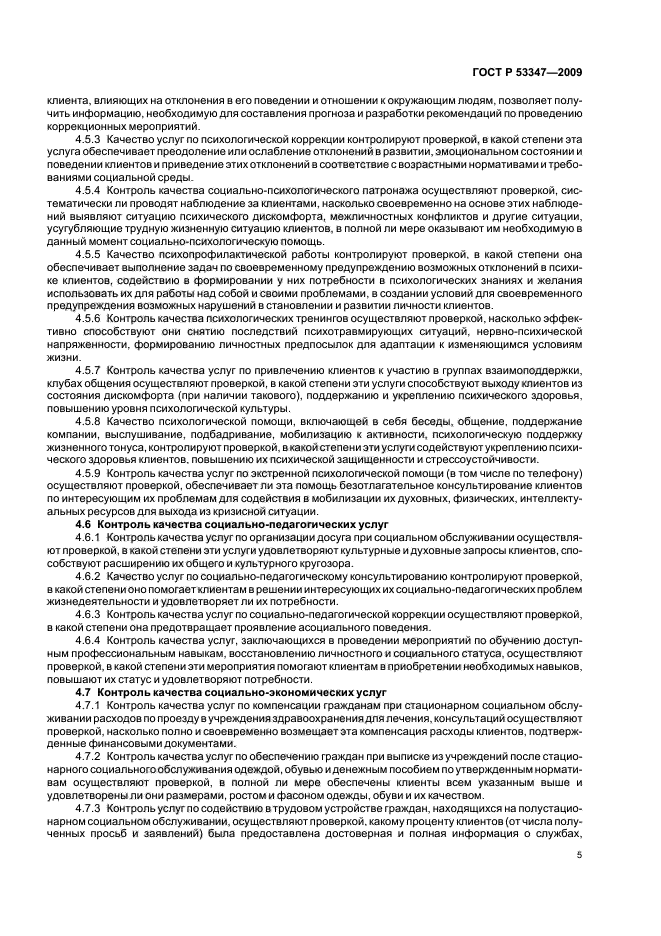 ГОСТ Р 53347—2009
клиента, влияющих на отклонения в его поведении и отношении к окружающим людям, позволяет полу-
чить информацию, необходимую для составления прогноза и разработки рекомендаций по проведению
коррекционных мероприятий.
4.5.3 Качество услуг по психологической коррекции контролируют проверкой, в какой степени эта
услуга обеспечивает преодоление или ослабление отклонений в развитии, эмоциональном состоянии и
поведении клиентов и приведение этих отклонений в соответствие с возрастными нормативами и требо-
ваниями социальной среды.
4.5.4 Контроль качества социально-психологического патронажа осуществляют проверкой, сис-
тематически ли проводят наблюдение за клиентами, насколько своевременно на основе этих наблюде-
ний выявляют ситуацию психического дискомфорта, межличностных конфликтов и другие ситуации,
усугубляющие трудную жизненную ситуацию клиентов, в полной ли мере оказывают им необходимую в
данный момент социально-психологическую помощь.
4.5.5 Качество психопрофилактической работы контролируют проверкой, в какой степени она
обеспечивает выполнение задач по своевременному предупреждению возможных отклонений в психи-
ке клиентов, содействию в формировании у них потребности в психологических знаниях и желания
использовать их для работы над собой и своими проблемами, в создании условий для своевременного
предупреждения возможных нарушений в становлении и развитии личности клиентов.
4.5.6 Контроль качества психологических тренингов осуществляют проверкой, насколько эффек-
тивно способствуют они снятию последствий психотравмирующих ситуаций, нервно-психической
напряженности, формированию личностных предпосылок для адаптации к изменяющимся условиям
жизни.
4.5.7 Контроль качества услуг по привлечению клиентов к участию в группах взаимоподдержки,
клубах общения осуществляют проверкой, в какой степени эти услуги способствуют выходу клиентов из
состояния дискомфорта (при наличии такового), поддержанию и укреплению психического здоровья,
повышению уровня психологической культуры.
4.5.8 Качество психологической помощи, включающей в себя беседы, общение, поддержание
компании, выслушивание, подбадривание, мобилизацию к активности, психологическую поддержку
жизненного тонуса, контролируют проверкой, в какой степени эти услуги содействуют укреплению психи-
ческого здоровья клиентов, повышению их психической защищенности и стрессоустойчивости.
4.5.9 Контроль качества услуг по экстренной психологической помощи (в том числе по телефону)
осуществляют проверкой, обеспечивает ли эта помощь безотлагательное консультирование клиентов
по интересующим их проблемам для содействия в мобилизации их духовных, физических, интеллекту-
альных ресурсов для выхода из кризисной ситуации.
4.6 Контроль качества социально-педагогических услуг
4.6.1 Контроль качества услуг по организации досуга при социальном обслуживании осуществля-
ют проверкой, в какой степени эти услуги удовлетворяют культурные и духовные запросы клиентов, спо-
собствуют расширению их общего и культурного кругозора.
4.6.2 Качество услуг по социально-педагогическому консультированию контролируют проверкой,
в какой степени оно помогает клиентам в решении интересующих их социально-педагогических проблем
жизнедеятельности и удовлетворяет ли их потребности.
4.6.3 Контроль качества услуг по социально-педагогической коррекции осуществляют проверкой,
в какой степени она предотвращает проявление асоциального поведения.
4.6.4 Контроль качества услуг, заключающихся в проведении мероприятий по обучению доступ-
ным профессиональным навыкам, восстановлению личностного и социального статуса, осуществляют
проверкой, в какой степени эти мероприятия помогают клиентам в приобретении необходимых навыков,
повышают их статус и удовлетворяют потребности.
4.7 Контроль качества социально-экономических услуг
4.7.1 Контроль качества услуг по компенсации гражданам при стационарном социальном обслу-
живании расходов по проезду в учреждения здравоохранения для лечения, консультаций осуществляют
проверкой, насколько полно и своевременно возмещает эта компенсация расходы клиентов, подтверж-
денные финансовыми документами.
4.7.2 Контроль качества услуг по обеспечению граждан при выписке из учреждений после стацио-
нарного социального обслуживания одеждой, обувью и денежным пособием по утвержденным нормати-
вам осуществляют проверкой, в полной ли мере обеспечены клиенты всем указанным выше и
удовлетворены ли они размерами, ростом и фасоном одежды, обуви и их качеством.
4.7.3 Контроль услуг по содействию в трудовом устройстве граждан, находящихся на полустацио-
нарном социальном обслуживании, осуществляют проверкой, какому проценту клиентов (от числа полу-
ченных просьб и заявлений) была предоставлена достоверная и полная информация о службах,
5